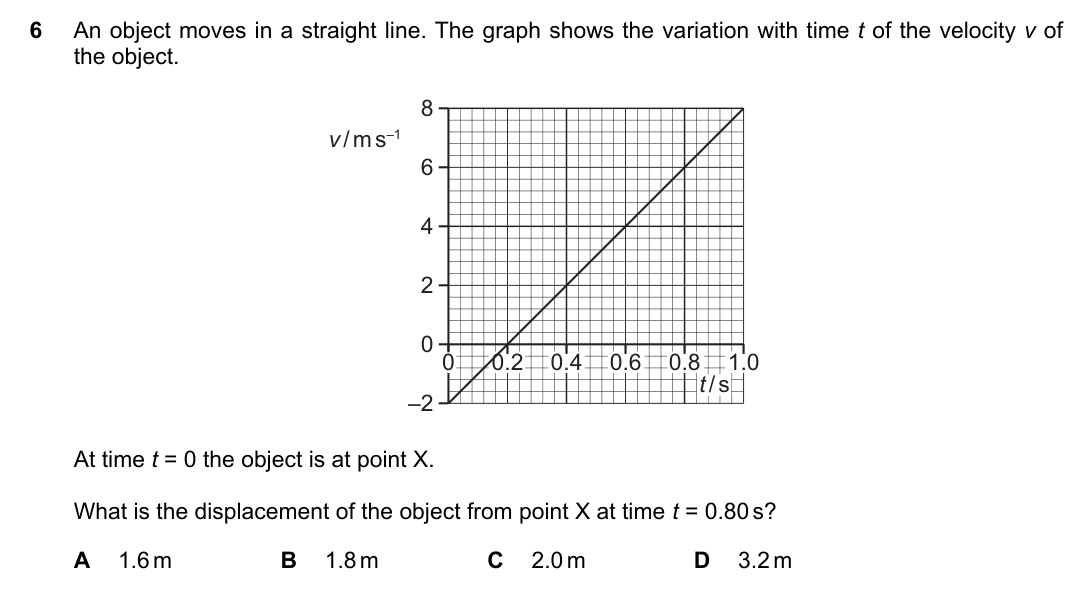 6 An object moves in a straight line. The graph shows the variation with time t of the velocity v of
the object.
8
v/m s⁻¹
6
4
2
0
0 0.2 0.4 0.6 0.8 1.0
t/s
–2
At time t = 0 the object is at point X.
What is the displacement of the object from point X at time t = 0.80 s?
A 1.6 m B 1.8 m C 2.0 m D 3.2 m